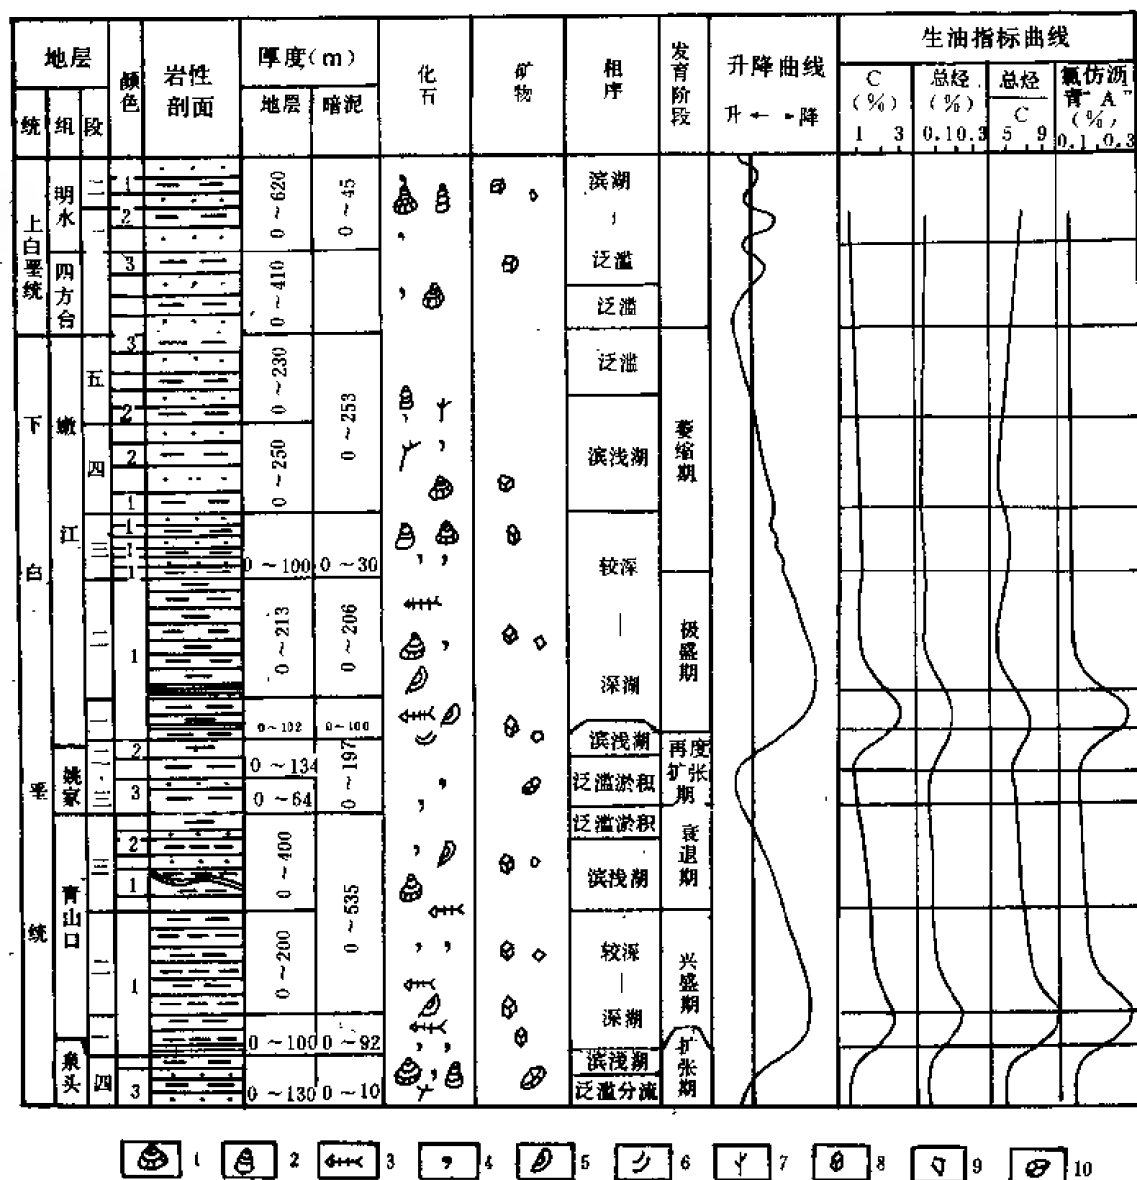 地层
颜色
岩性剖面
厚度(m)
化石
矿物
相序
发育阶段
升降曲线
生油指标曲线
统 组 段
地层 暗泥
升 ← • 降
C (%) 1 3
总烃 (%) 0.1 0.3
总烃 C 5 9
氯仿沥青"A" (%) 0.1 0.3
上白垩统
明水
二
一
四方台
1
2
3
0~620
0~45
0~410
滨湖
泛滥
泛滥
下白垩统
嫩江
五
四
三
二
一
3
2
2
1
1
1
1
1
0~230
0~253
0~250
0~100 0~30
0~213
0~206
0~102 0~100
泛滥
滨浅湖
较深
—
深湖
滨浅湖
萎缩期
极盛期
姚家
二·三
一
2
3
0~134
0~197
0~64
泛滥淤积
再度扩张期
青山口
三
二
一
2
1
1
0~400
0~535
0~200
0~100 0~92
泛滥淤积
滨浅湖
较深
—
深湖
衰退期
兴盛期
泉头
四
3
0~130 0~10
滨浅湖
泛滥分流
扩张期
1 2 3 4 5 6 7 8 9 10